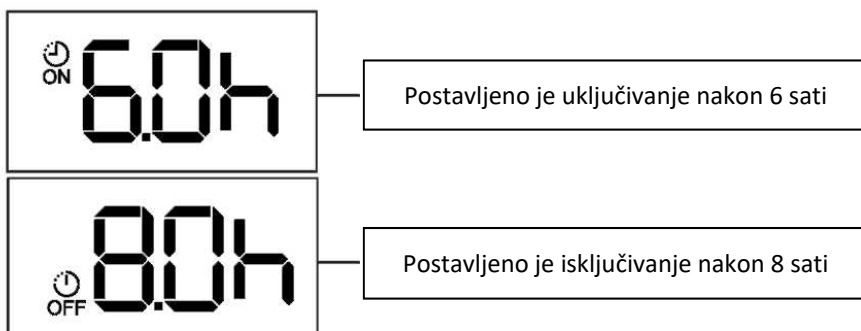 ON
6.0h
Postavljeno je uključivanje nakon 6 sati
OFF
8.0h
Postavljeno je isključivanje nakon 8 sati